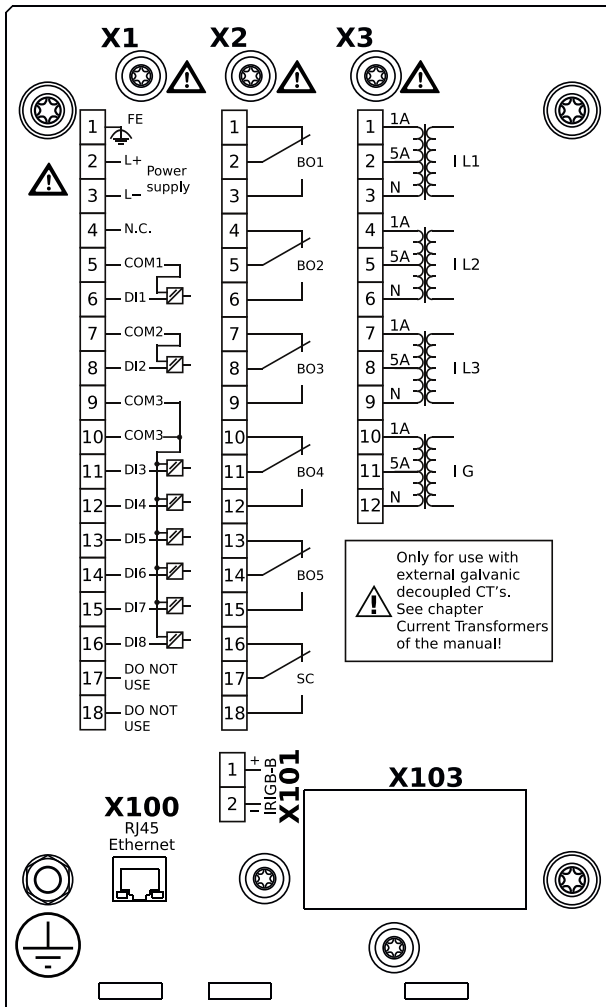 X1
X2
X3
1
FE
2
L+
Power
supply
3
L−
4
N.C.
5
COM1
6
DI1
7
COM2
8
DI2
9
COM3
10
COM3
11
DI3
12
DI4
13
DI5
14
DI6
15
DI7
16
DI8
17
DO NOT
USE
18
DO NOT
USE
1
2
BO1
3
4
5
BO2
6
7
8
BO3
9
10
11
BO4
12
13
14
BO5
15
16
17
SC
18
1
1A
2
5A
I L1
3
N
4
1A
5
5A
I L2
6
N
7
1A
8
5A
I L3
9
N
10
1A
11
5A
I G
12
N
Only for use with
external galvanic
decoupled CT's.
See chapter
Current Transformers
of the manual!
1
+
2
−
IRIGB-B
X101
X103
X100
RJ45
Ethernet